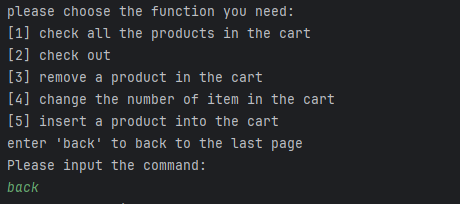 please choose the function you need:
[1] check all the products in the cart
[2] check out
[3] remove a product in the cart
[4] change the number of item in the cart
[5] insert a product into the cart
enter 'back' to back to the last page
Please input the command:
back